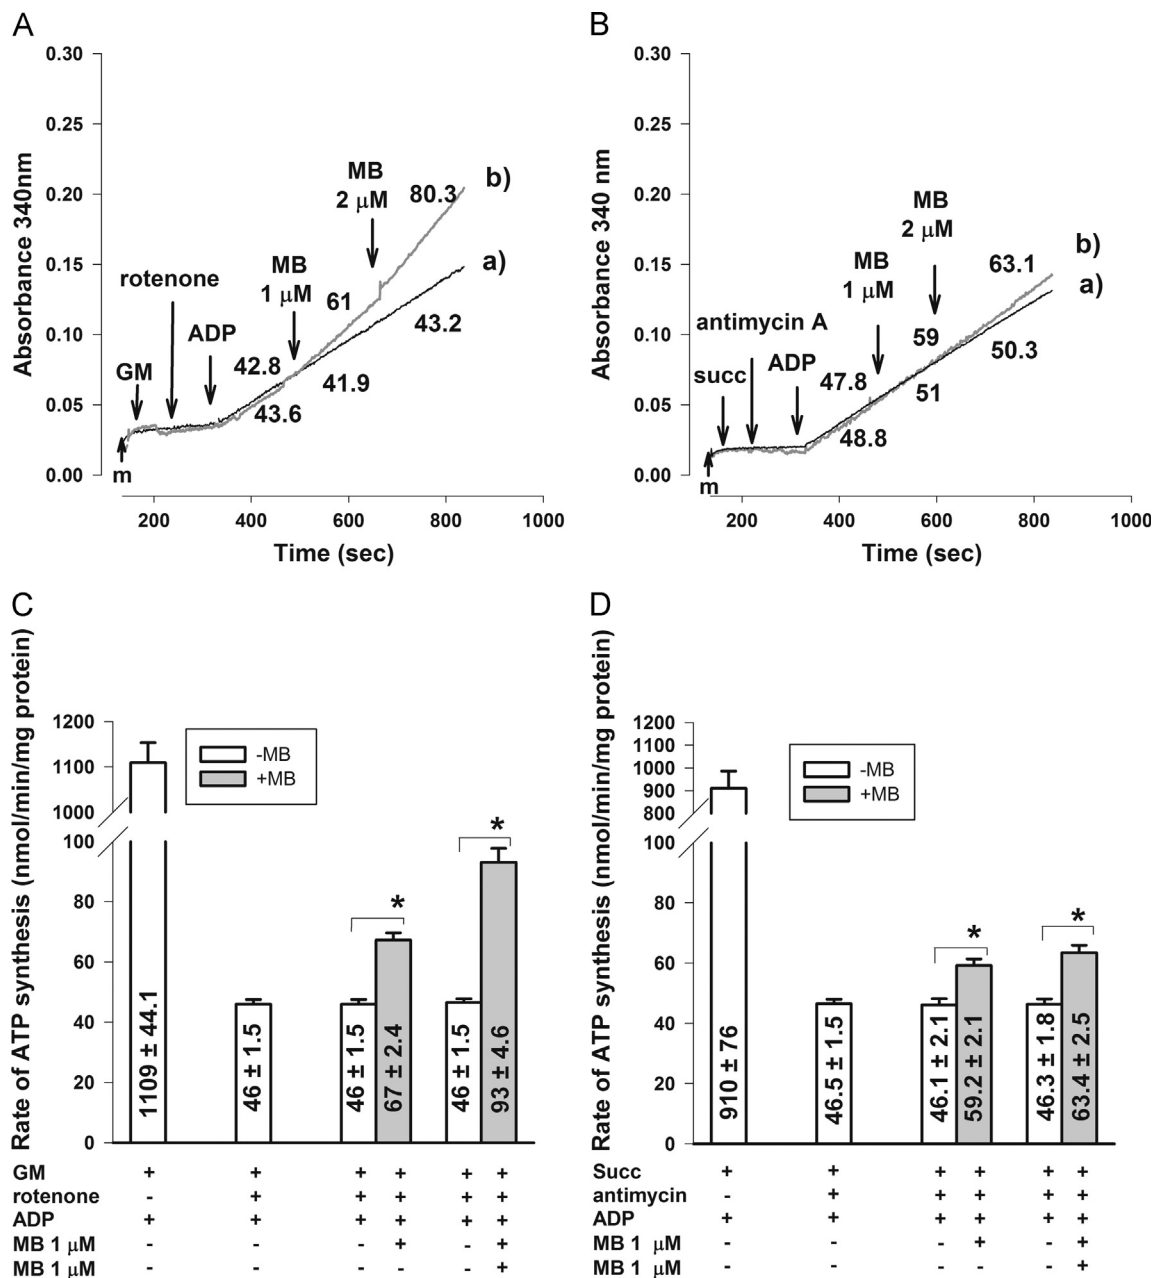 A
0.30
0.25
0.20
0.15
0.10
0.05
0.00
Absorbance 340nm
MB
2 μM
80.3
b)
rotenone
MB
1 μM
61
a)
ADP
43.2
GM
42.8
41.9
43.6
m
200
400
600
800
1000
Time (sec)
B
0.30
0.25
0.20
0.15
0.10
0.05
0.00
Absorbance 340 nm
MB
2 μM
b)
MB
1 μM
63.1
a)
antimycin A
59
ADP
50.3
succ
47.8
51
48.8
m
200
400
600
800
1000
Time (sec)
C
Rate of ATP synthesis (nmol/min/mg protein)
1200
1100
1000
100
80
60
40
20
0
-MB
+MB
*
*
1109 ± 44.1
46 ± 1.5
46 ± 1.5
67 ± 2.4
46 ± 1.5
93 ± 4.6
GM + + + + + +
rotenone - + + + + +
ADP + + + + + +
MB 1 μM - - - + - +
MB 1 μM - - - - - +
D
Rate of ATP synthesis (nmol/min/mg protein)
1200
1100
1000
900
800
100
80
60
40
20
0
-MB
+MB
*
*
910 ± 76
46.5 ± 1.5
46.1 ± 2.1
59.2 ± 2.1
46.3 ± 1.8
63.4 ± 2.5
Succ + + + + + +
antimycin - + + + + +
ADP + + + + + +
MB 1 μM - - - + - +
MB 1 μM - - - - - +